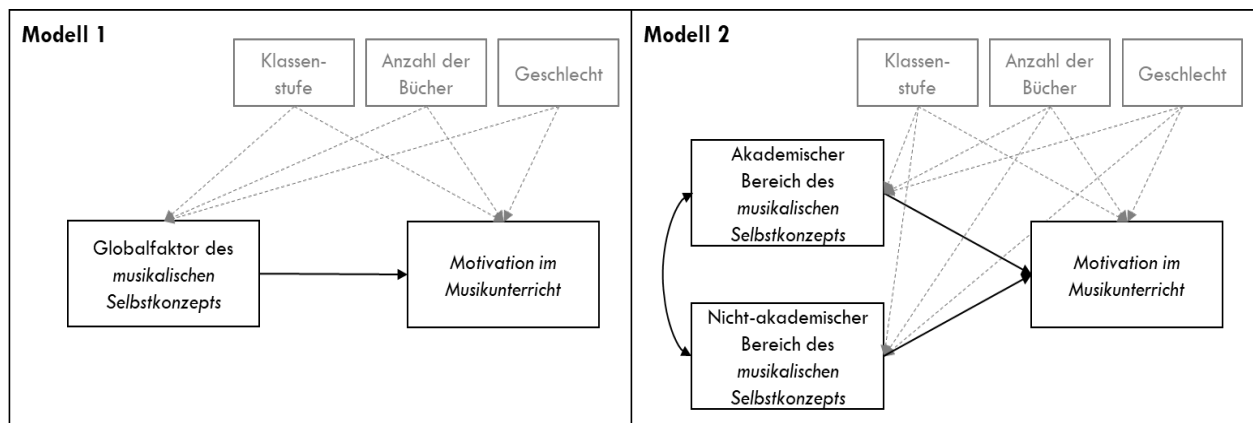 Modell 1
Klassen-
stufe
Anzahl der
Bücher
Geschlecht
Globalfaktor des
musikalischen
Selbstkonzepts
Motivation im
Musikunterricht
Modell 2
Klassen-
stufe
Anzahl der
Bücher
Geschlecht
Akademischer
Bereich des
musikalischen
Selbstkonzepts
Motivation im
Musikunterricht
Nicht-akademischer
Bereich des
musikalischen
Selbstkonzepts